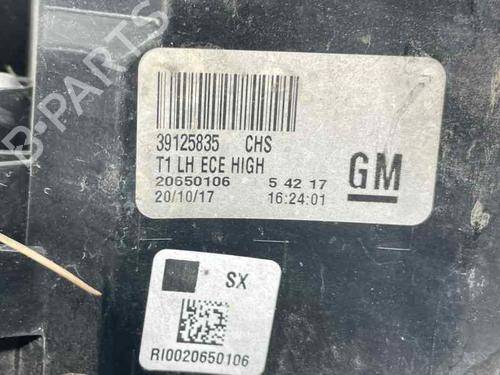 B-PARTS
39125835 CHS
T1 LH ECE HIGH
20650106 5 42 17
20/10/17 16:24:01
GM
SX
RI0020650106